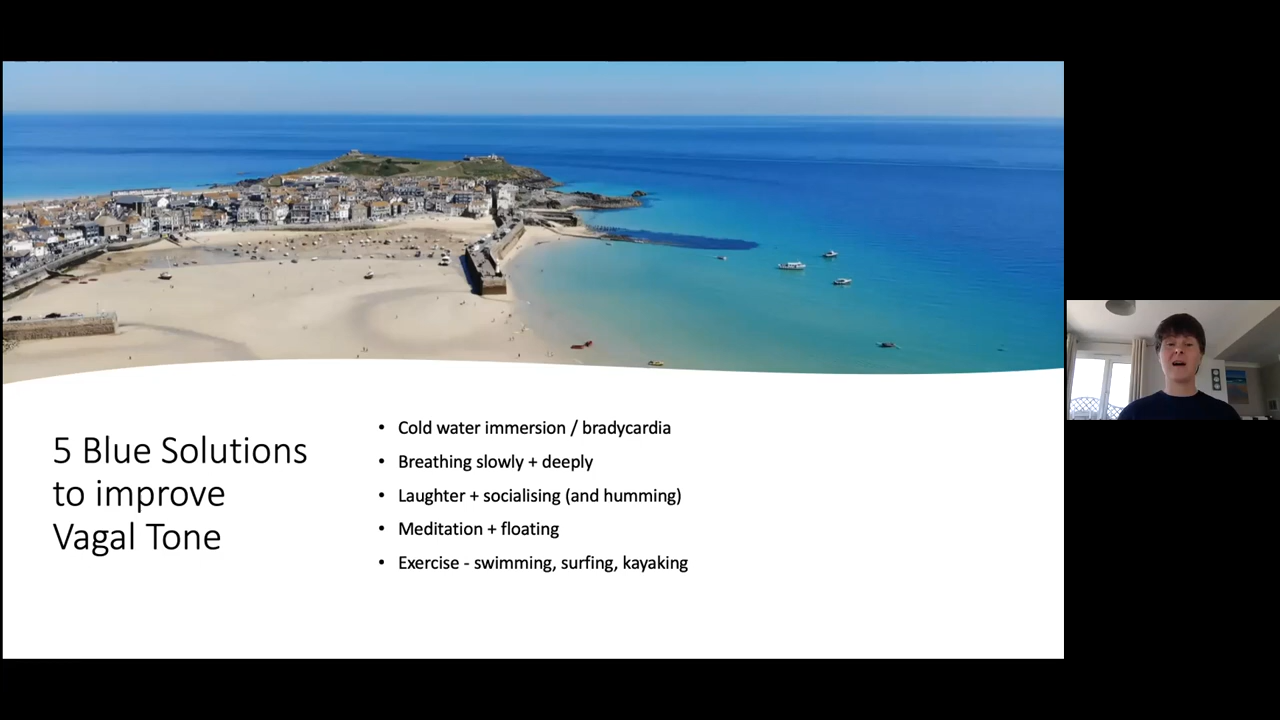 5 Blue Solutions
to improve
Vagal Tone
• Cold water immersion / bradycardia
• Breathing slowly + deeply
• Laughter + socialising (and humming)
• Meditation + floating
• Exercise - swimming, surfing, kayaking